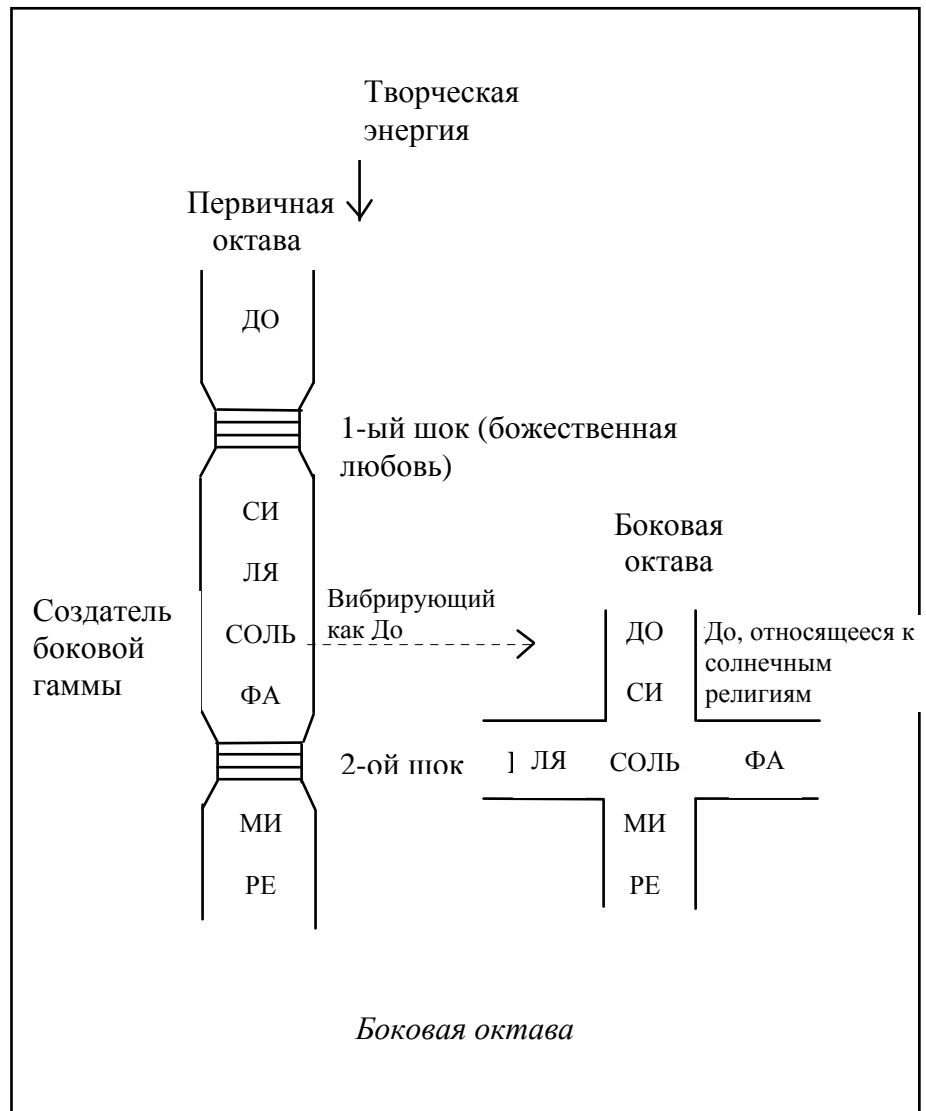 Творческая
энергия
Первичная
октава
ДО
1-ый шок (божественная
любовь)
СИ
ЛЯ
СОЛЬ
ФА
Создатель
боковой
гаммы
Вибрирующий
как До
Боковая
октава
ДО
СИ
До, относящееся к
солнечным
религиям
2-ой шок
] ЛЯ СОЛЬ ФА
МИ
РЕ
МИ
РЕ
Боковая октава